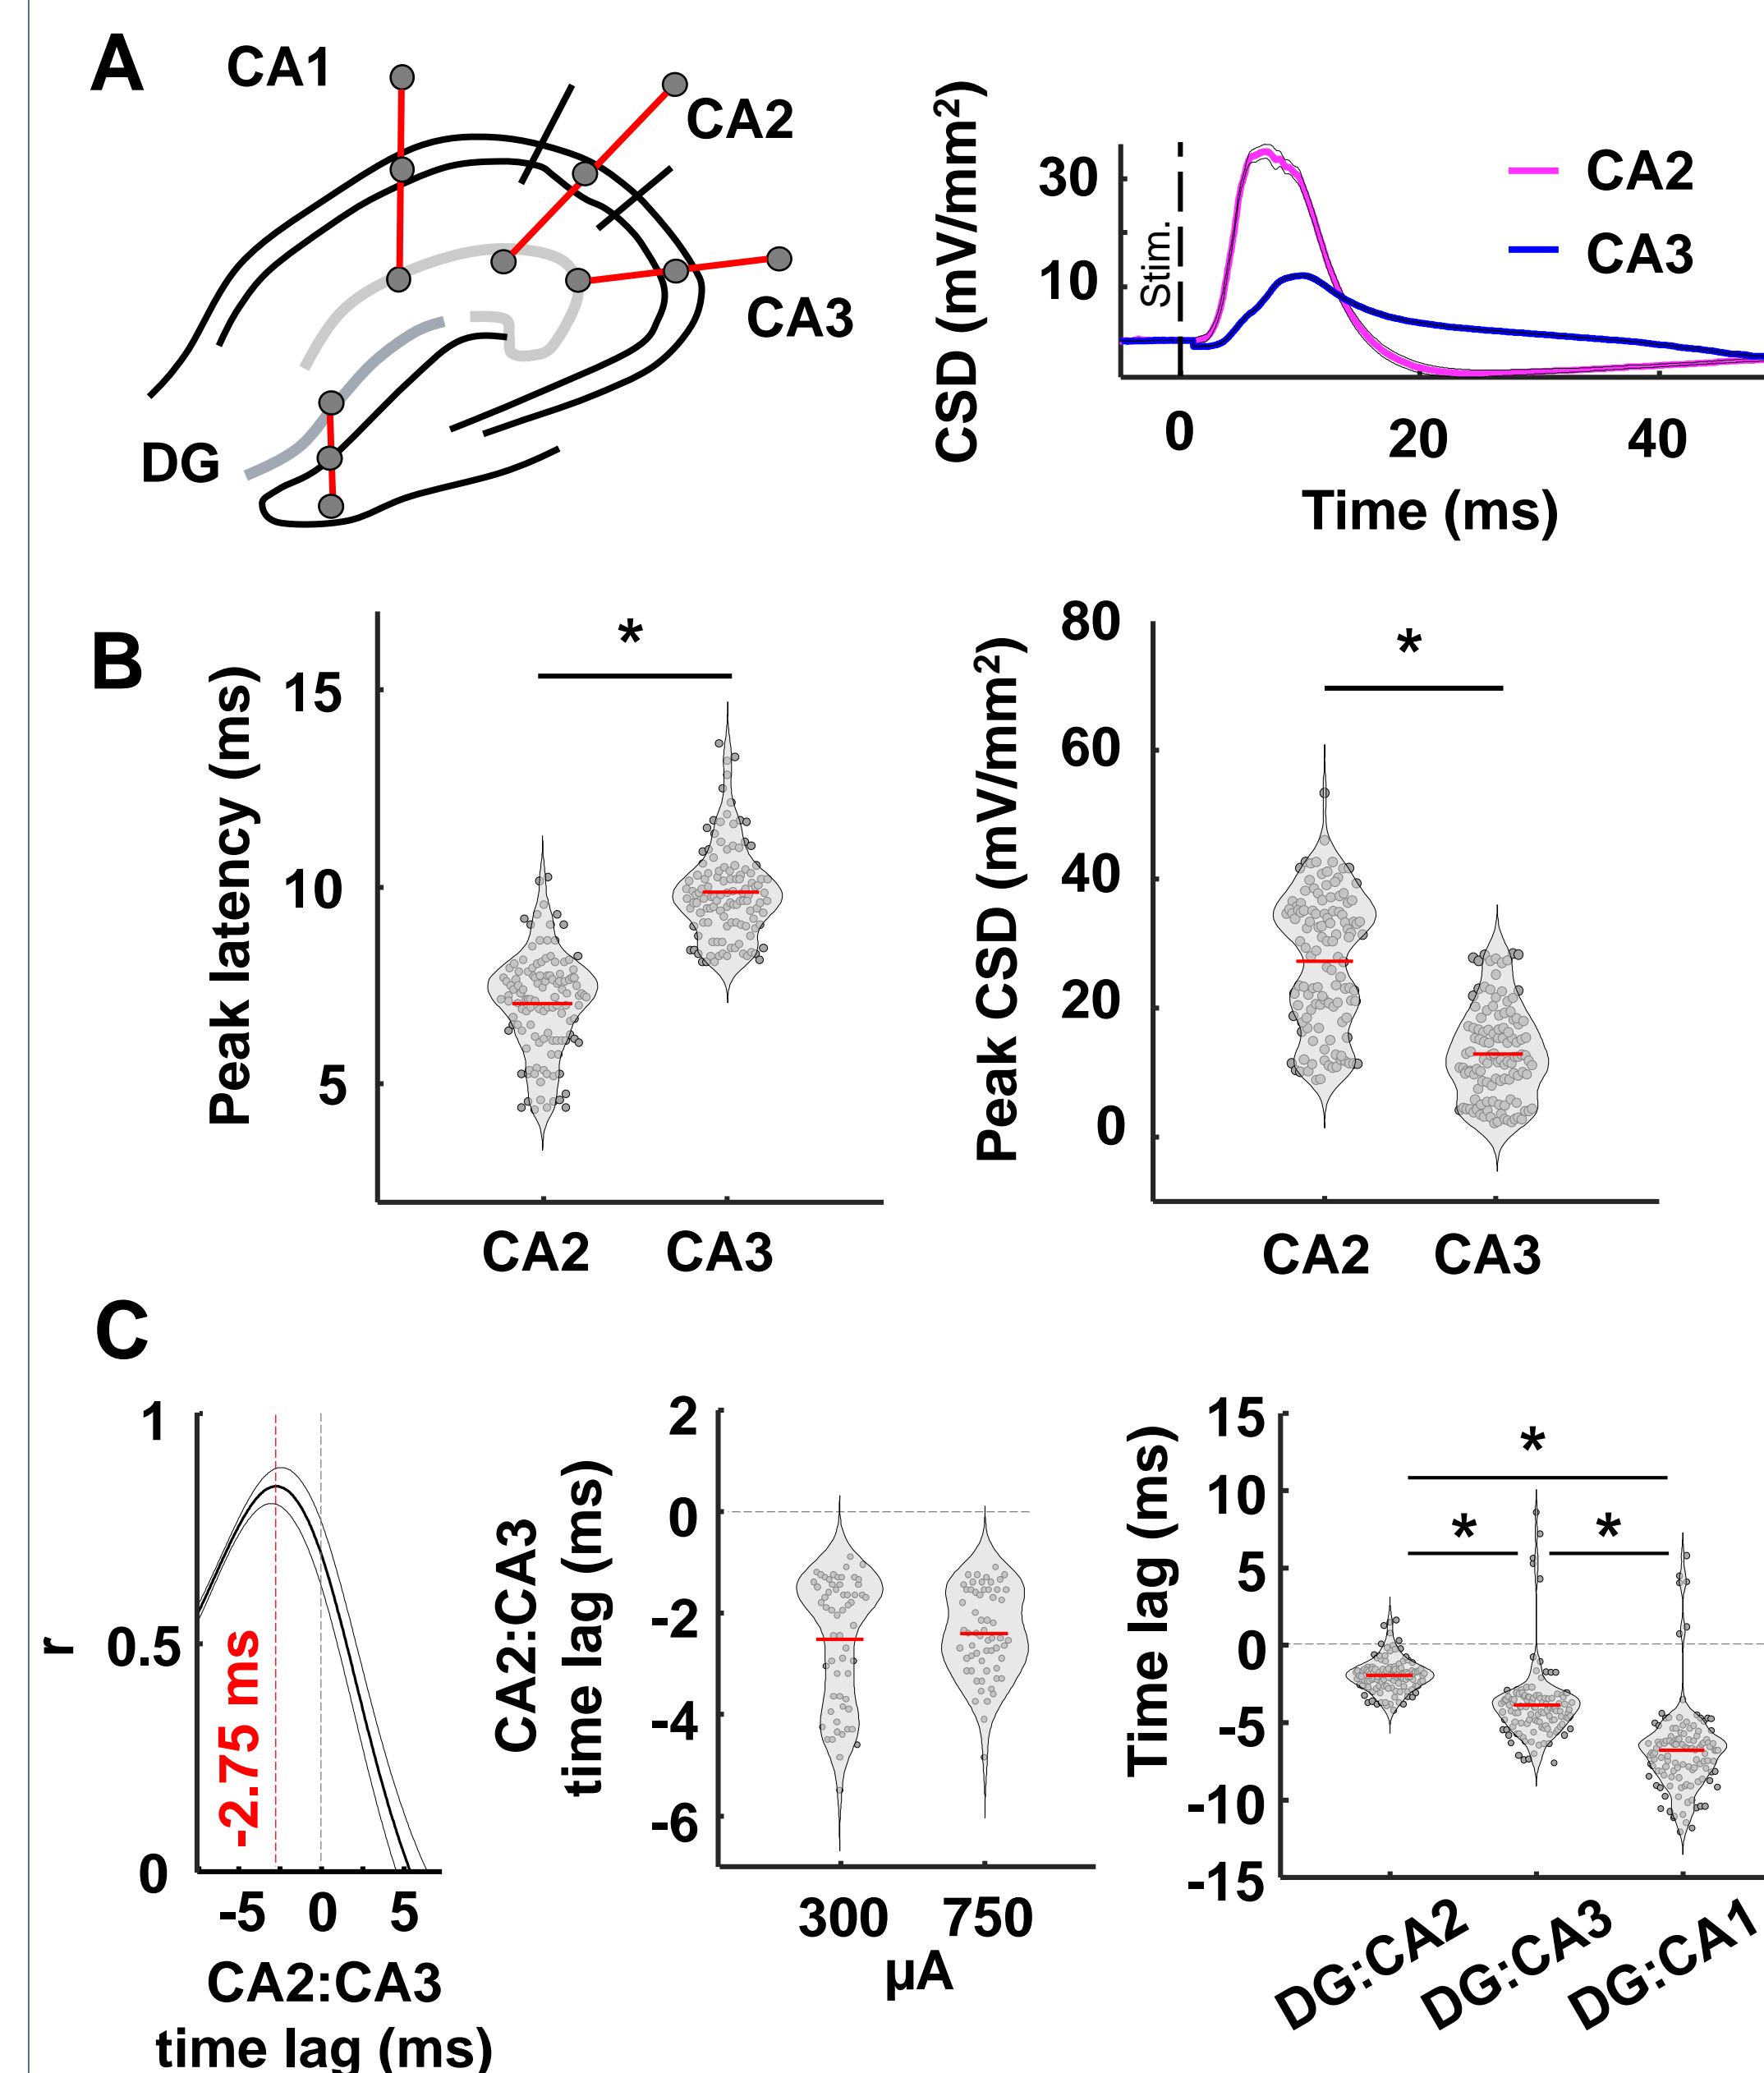 A
CA1
CA2
CA3
DG
CSD (mV/mm²)
30
10
Stim.
CA2
CA3
0 20 40
Time (ms)
B
Peak latency (ms)
15
10
5
*
CA2 CA3
Peak CSD (mV/mm²)
80
60
40
20
0
*
CA2 CA3
C
r
1
0.5
0
-2.75 ms
-5 0 5
CA2:CA3
time lag (ms)
CA2:CA3
time lag (ms)
2
0
-2
-4
-6
300 750
µA
Time lag (ms)
15
10
5
0
-5
-10
-15
*
* *
DG:CA2 DG:CA3 DG:CA1